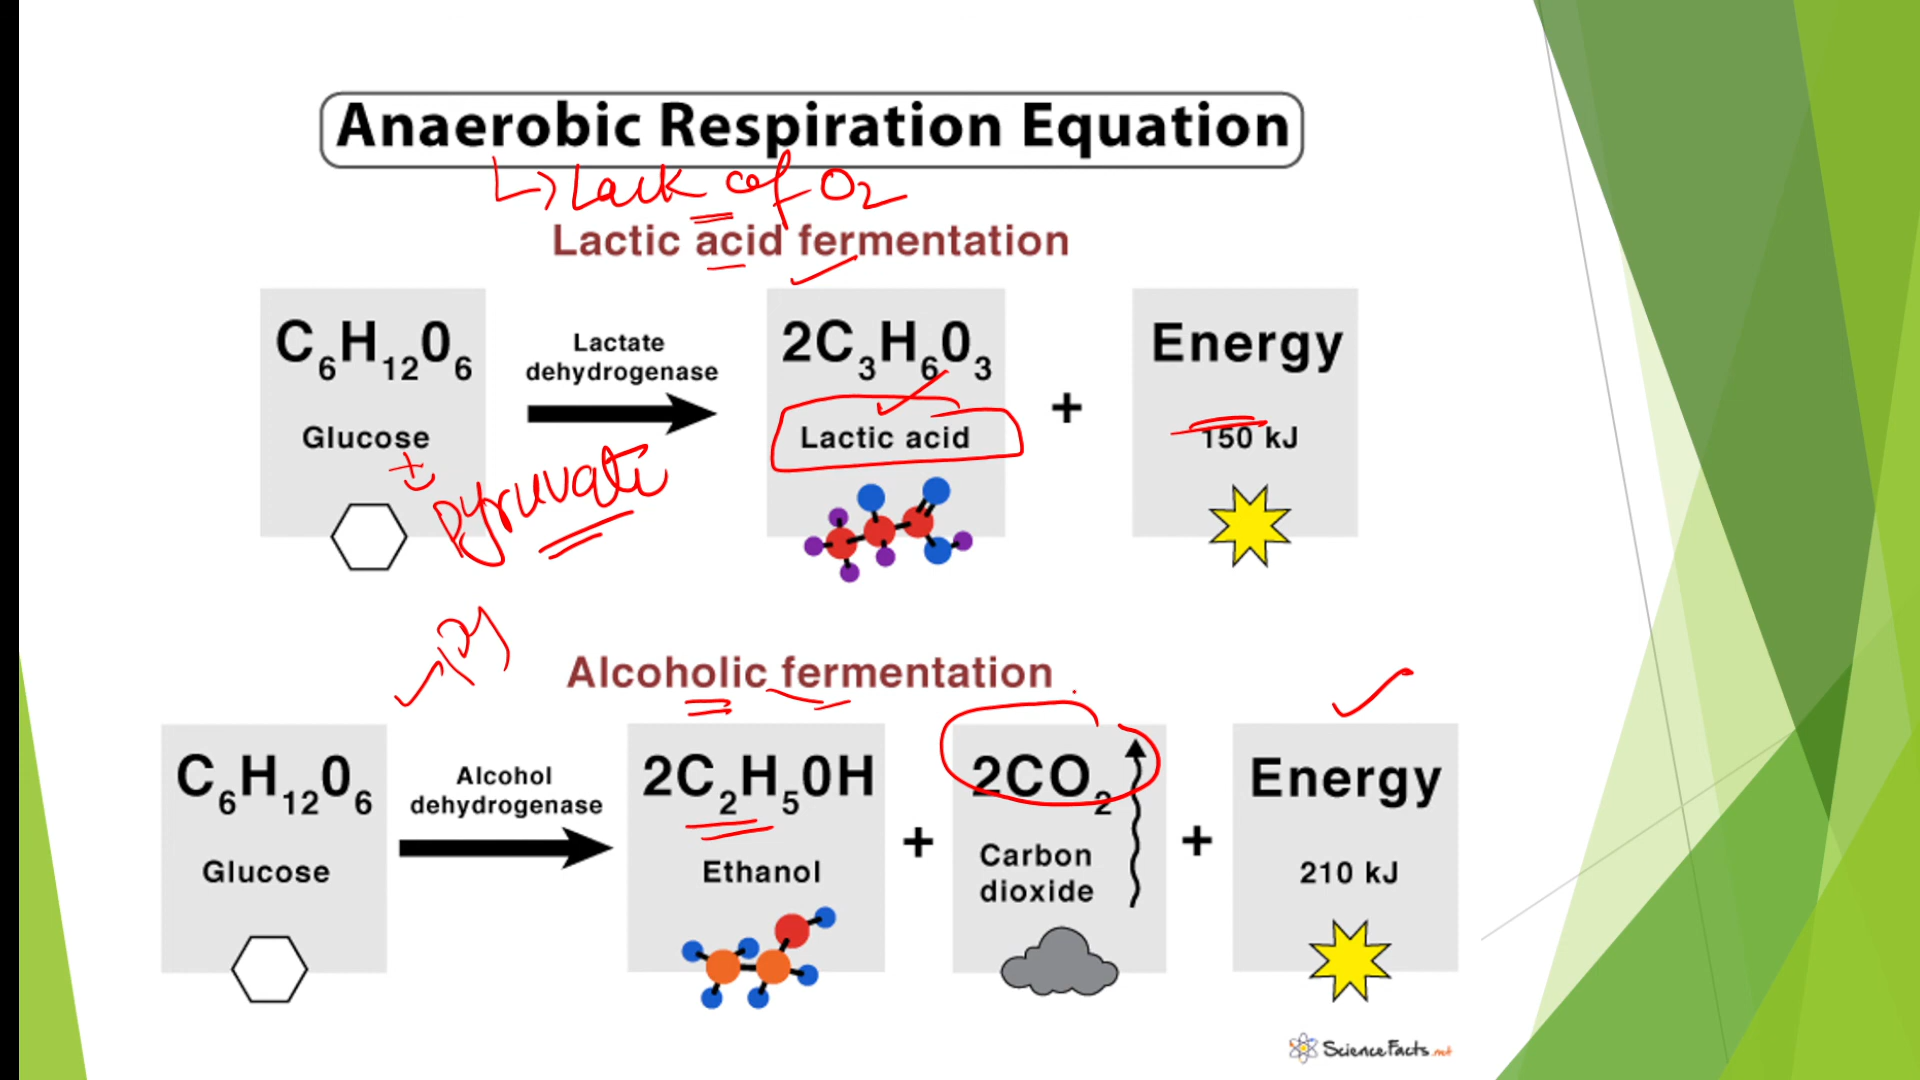 Anaerobic Respiration Equation
↳ Lack of O2
Lactic acid fermentation
C6H12O6
Lactate
dehydrogenase
2C3H6O3
+
Energy
Glucose
Lactic acid
150 kJ
+
Pyruvate
Alcoholic fermentation
C6H12O6
Alcohol
dehydrogenase
2C2H5OH
+
2CO2
+
Energy
Glucose
Ethanol
Carbon
dioxide
210 kJ
ScienceFacts.net